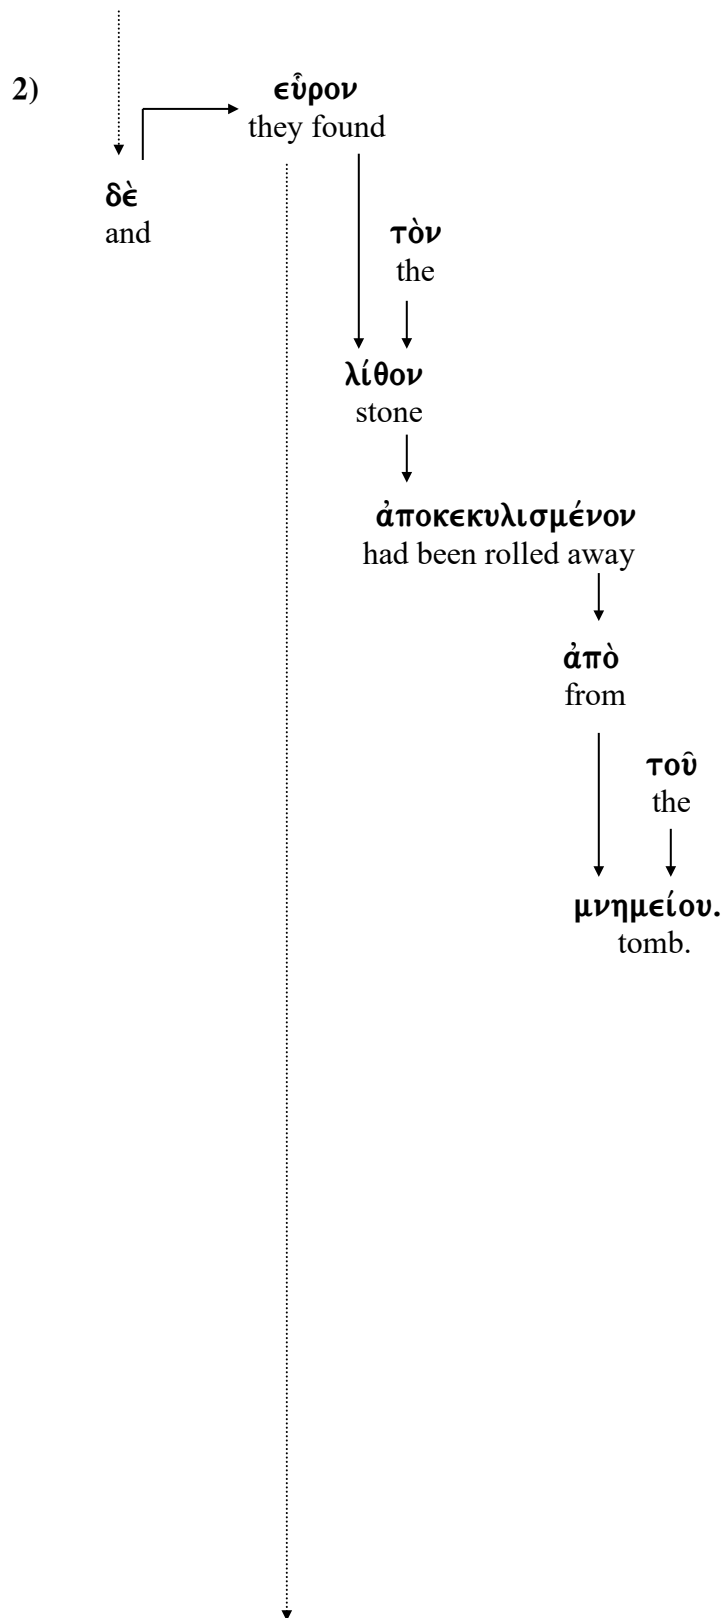 2)
εὗρον
they found
δὲ
and
τὸν
the
λίθον
stone
ἀποκεκυλισμένον
had been rolled away
ἀπὸ
from
τοῦ
the
μνημείου.
tomb.